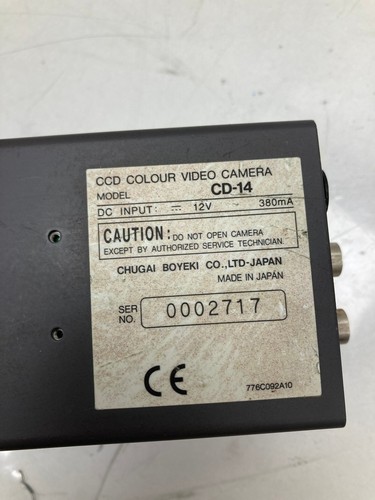 CCD COLOUR VIDEO CAMERA
MODEL CD-14
DC INPUT: ⎓ 12V 380mA
CAUTION: DO NOT OPEN CAMERA
EXCEPT BY AUTHORIZED SERVICE TECHNICIAN.
CHUGAI BOYEKI CO.,LTD-JAPAN
MADE IN JAPAN
SER NO. 0002717
CE
776C092A10